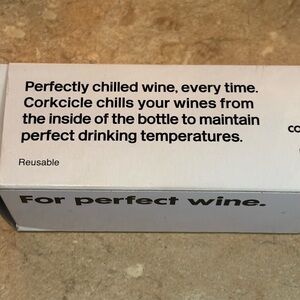 Perfectly chilled wine, every time.
Corkcicle chills your wines from
the inside of the bottle to maintain
perfect drinking temperatures.
Reusable
For perfect wine.